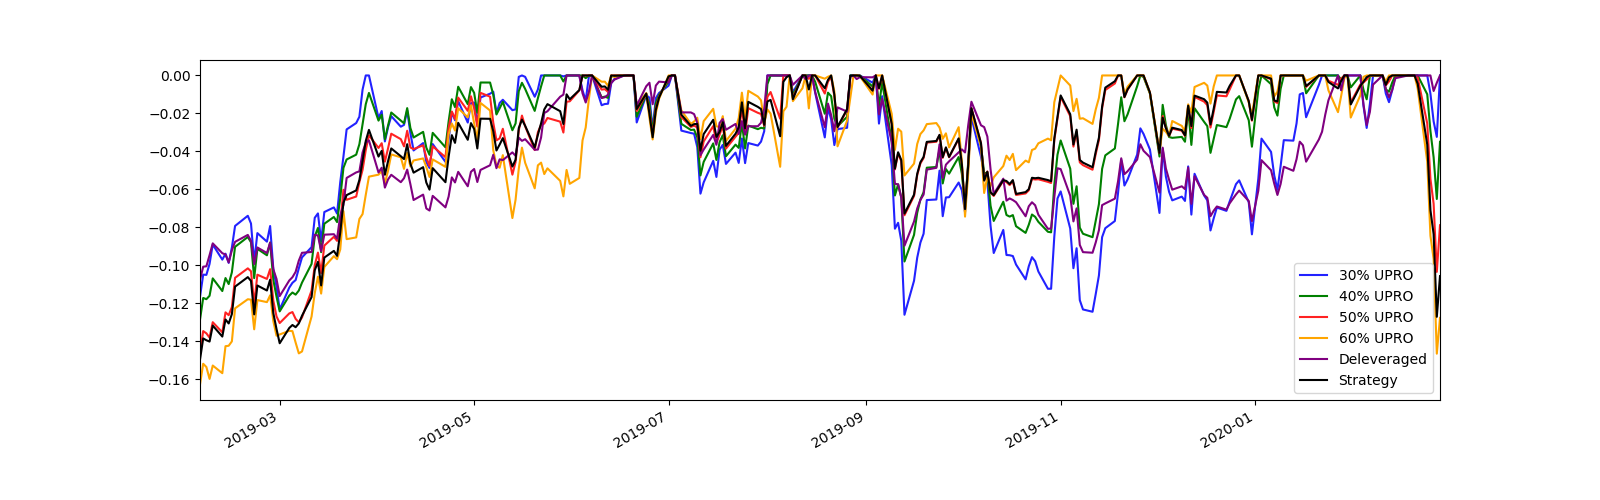 0.00
−0.02
−0.04
−0.06
−0.08
−0.10
−0.12
−0.14
−0.16
2019-03
2019-05
2019-07
2019-09
2019-11
2020-01
30% UPRO
40% UPRO
50% UPRO
60% UPRO
Deleveraged
Strategy